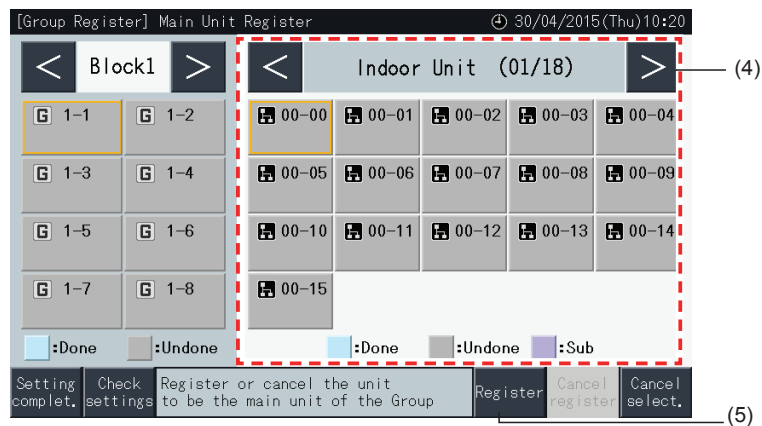 [Group Register] Main Unit Register 30/04/2015(Thu)10:20
< Block1 > < Indoor Unit (01/18) > (4)
G 1-1 G 1-2 00-00 00-01 00-02 00-03 00-04
G 1-3 G 1-4 00-05 00-06 00-07 00-08 00-09
G 1-5 G 1-6 00-10 00-11 00-12 00-13 00-14
G 1-7 G 1-8 00-15
:Done :Undone :Done :Undone :Sub
Setting Check Register or cancel the unit Register Cancel Cancel
complet. settings to be the main unit of the Group register select.
(5)